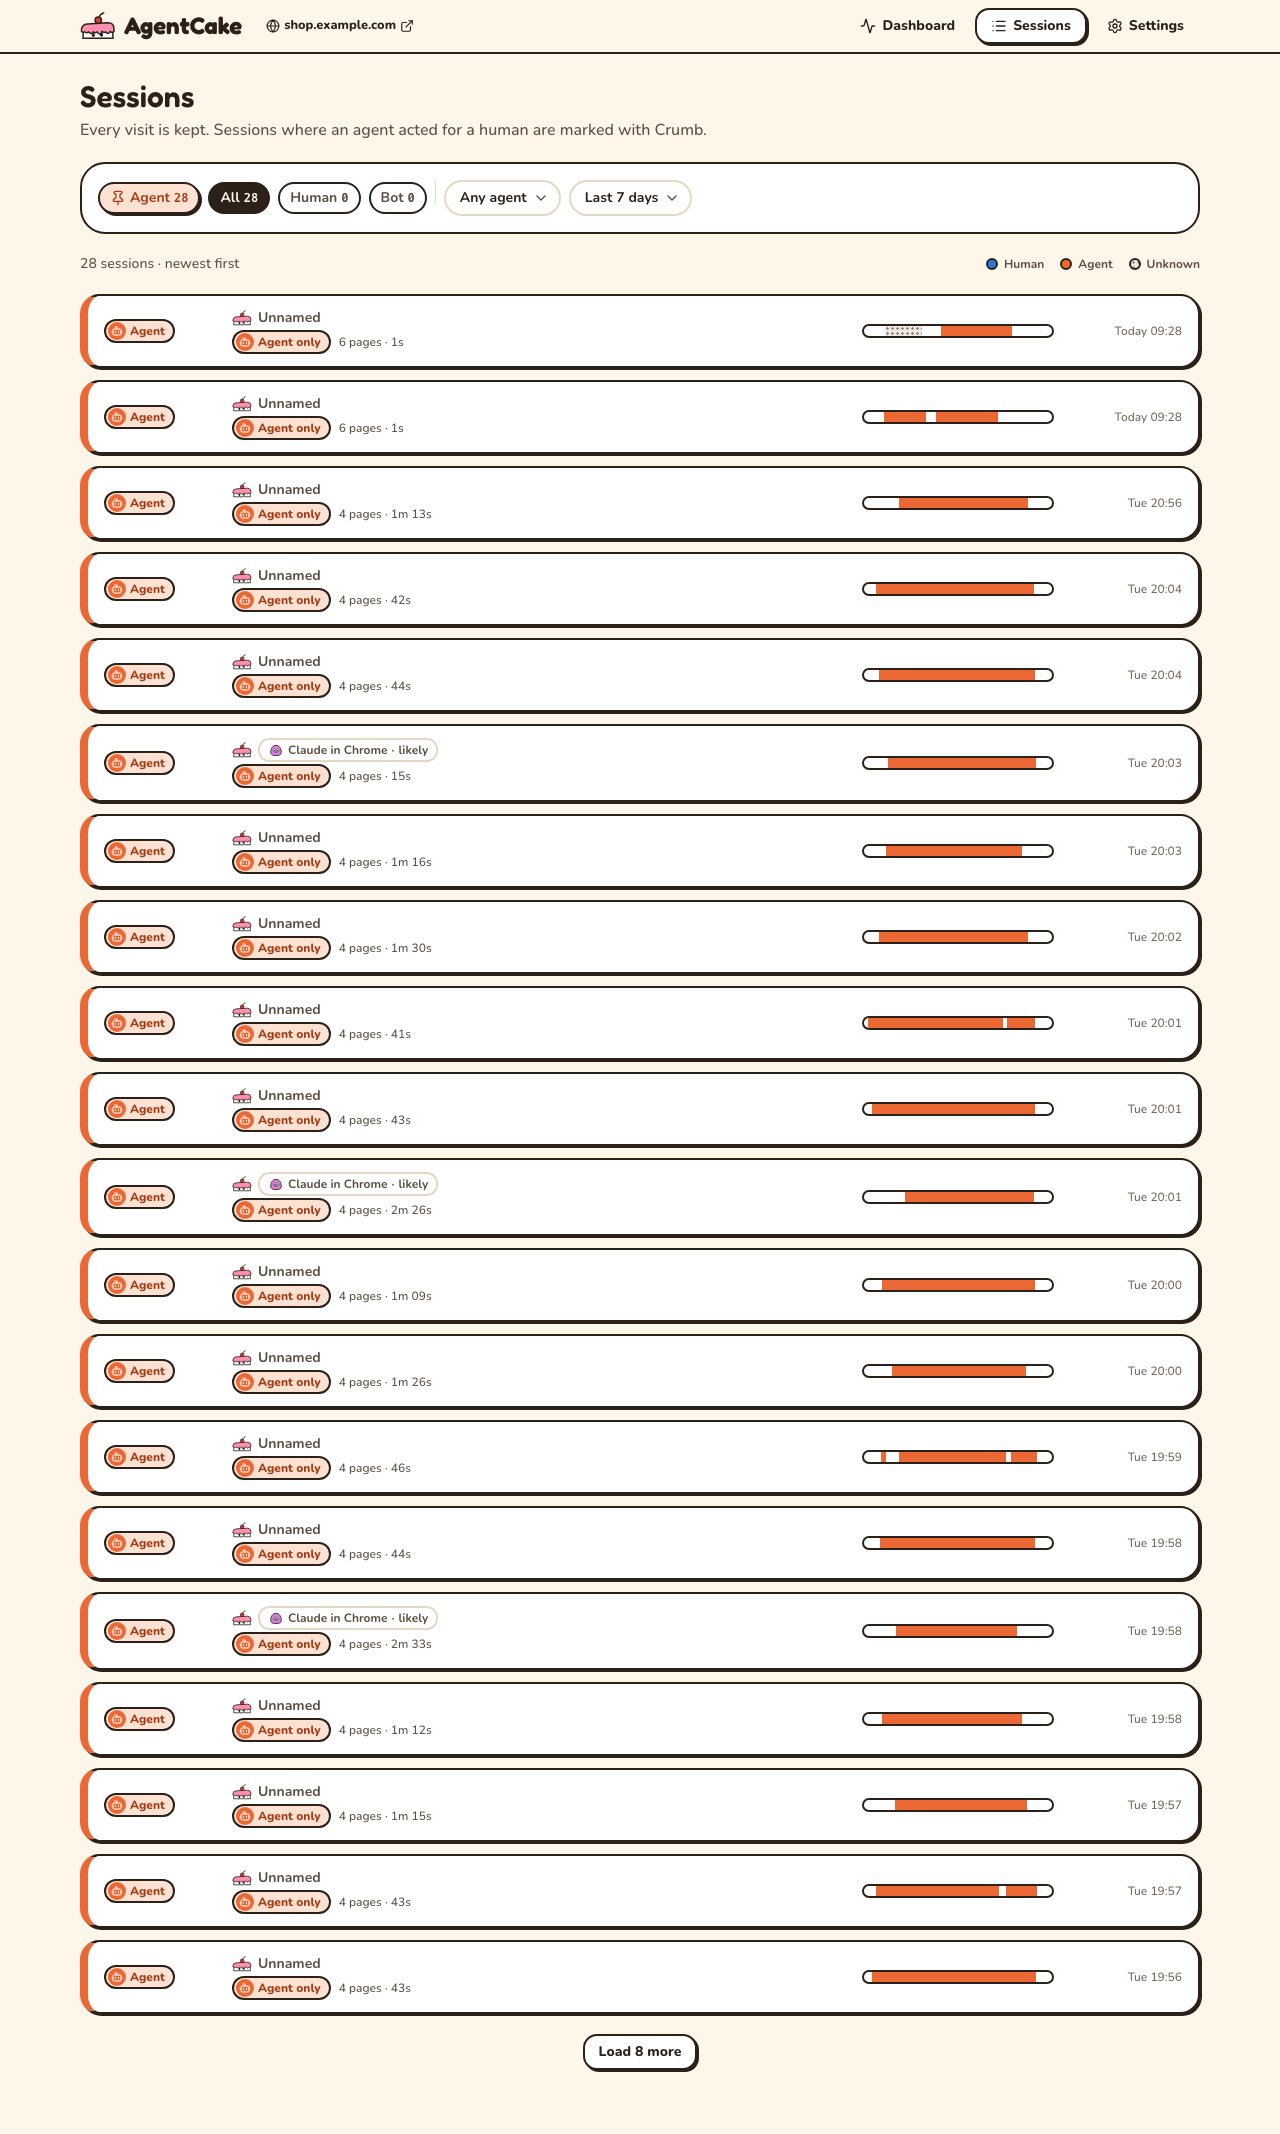 AgentCake shop.example.com Dashboard Sessions Settings
Sessions
Every visit is kept. Sessions where an agent acted for a human are marked with Crumb.
Agent 28 All 28 Human 0 Bot 0 Any agent Last 7 days
28 sessions · newest first Human Agent Unknown
Unnamed
Agent Agent only 6 pages · 1s Today 09:28
Unnamed
Agent Agent only 6 pages · 1s Today 09:28
Unnamed
Agent Agent only 4 pages · 1m 13s Tue 20:56
Unnamed
Agent Agent only 4 pages · 42s Tue 20:04
Unnamed
Agent Agent only 4 pages · 44s Tue 20:04
Claude in Chrome · likely
Agent Agent only 4 pages · 15s Tue 20:03
Unnamed
Agent Agent only 4 pages · 1m 16s Tue 20:03
Unnamed
Agent Agent only 4 pages · 1m 30s Tue 20:02
Unnamed
Agent Agent only 4 pages · 41s Tue 20:01
Unnamed
Agent Agent only 4 pages · 43s Tue 20:01
Claude in Chrome · likely
Agent Agent only 4 pages · 2m 26s Tue 20:01
Unnamed
Agent Agent only 4 pages · 1m 09s Tue 20:00
Unnamed
Agent Agent only 4 pages · 1m 26s Tue 20:00
Unnamed
Agent Agent only 4 pages · 46s Tue 19:59
Unnamed
Agent Agent only 4 pages · 44s Tue 19:58
Claude in Chrome · likely
Agent Agent only 4 pages · 2m 33s Tue 19:58
Unnamed
Agent Agent only 4 pages · 1m 12s Tue 19:58
Unnamed
Agent Agent only 4 pages · 1m 15s Tue 19:57
Unnamed
Agent Agent only 4 pages · 43s Tue 19:57
Unnamed
Agent Agent only 4 pages · 43s Tue 19:56
Load 8 more